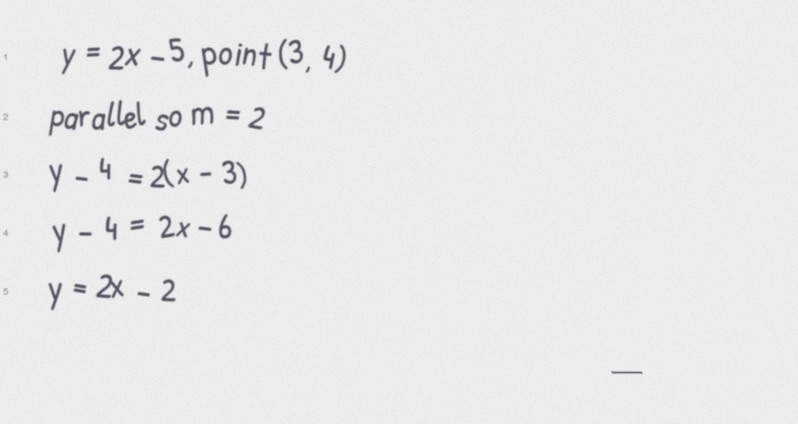 y = 2x - 5, point (3, 4)
parallel so m = 2
y - 4 = 2(x - 3)
y - 4 = 2x - 6
y = 2x - 2